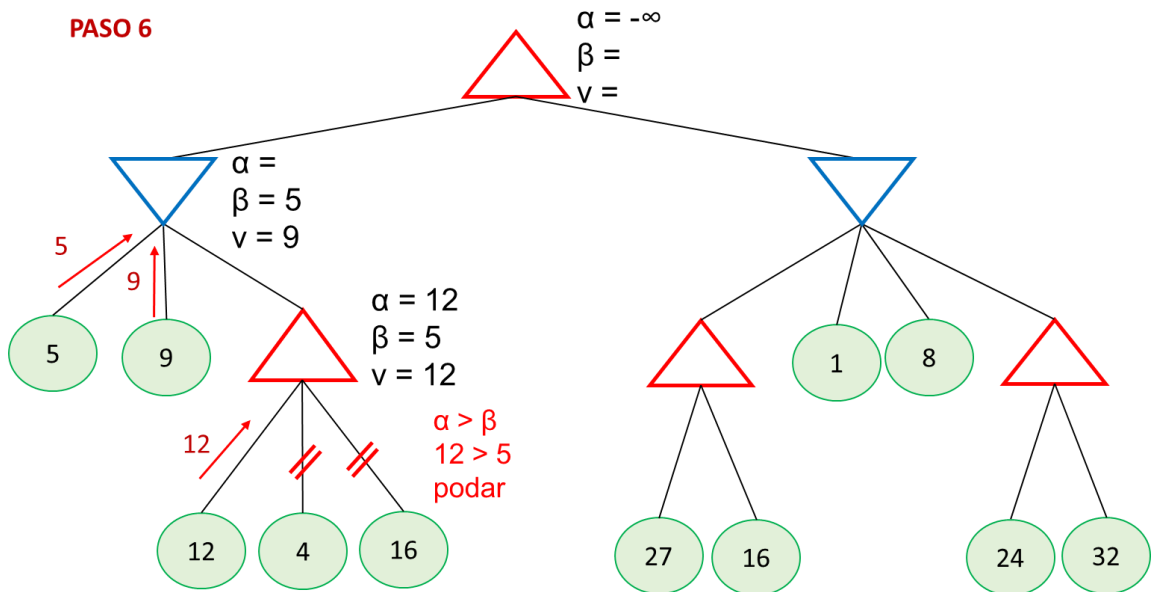 PASO 6
α = -∞
β =
v =
α =
β = 5
v = 9
5
9
α = 12
β = 5
v = 12
5
9
1
8
12
α > β
12 > 5
podar
12
4
16
27
16
24
32